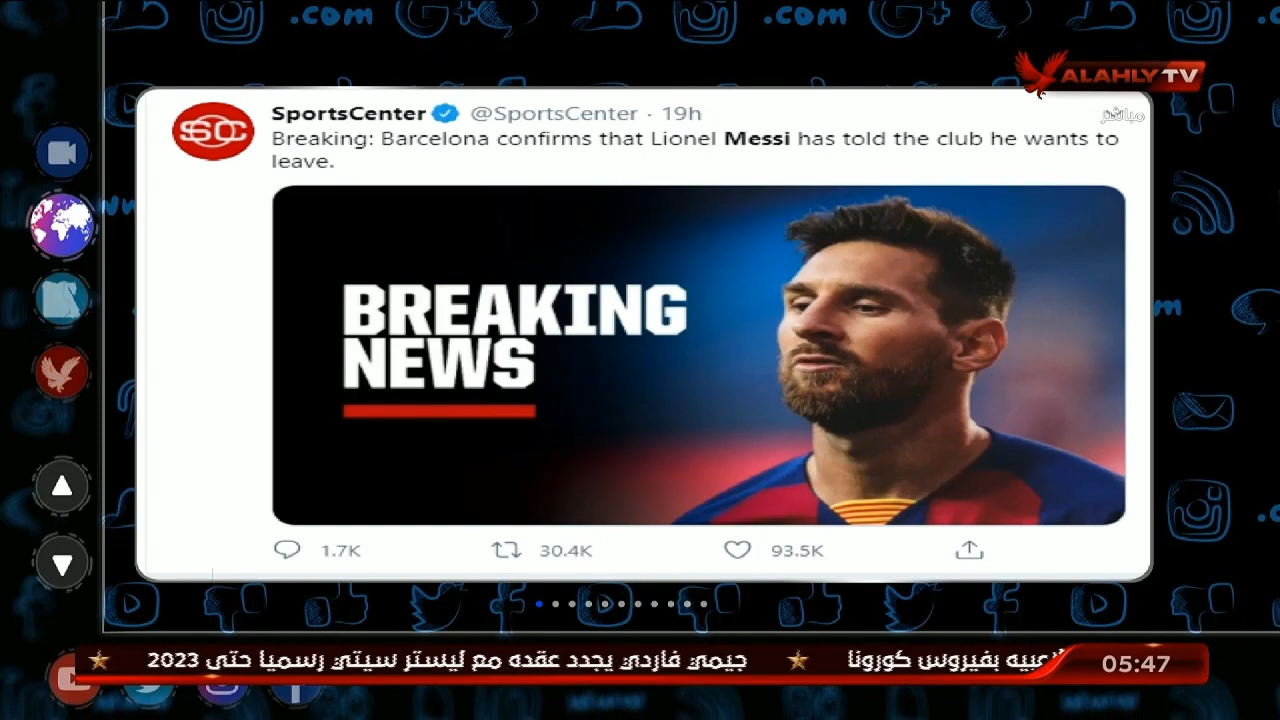 .com
.com
ALAHLY TV
مباشر
SportsCenter @SportsCenter · 19h
Breaking: Barcelona confirms that Lionel Messi has told the club he wants to
leave.
BREAKING
NEWS
1.7K 30.4K 93.5K
جيمي فاردي يجدد عقده مع ليستر سيتي رسميا حتى 2023
بفيروس كورونا
05:47